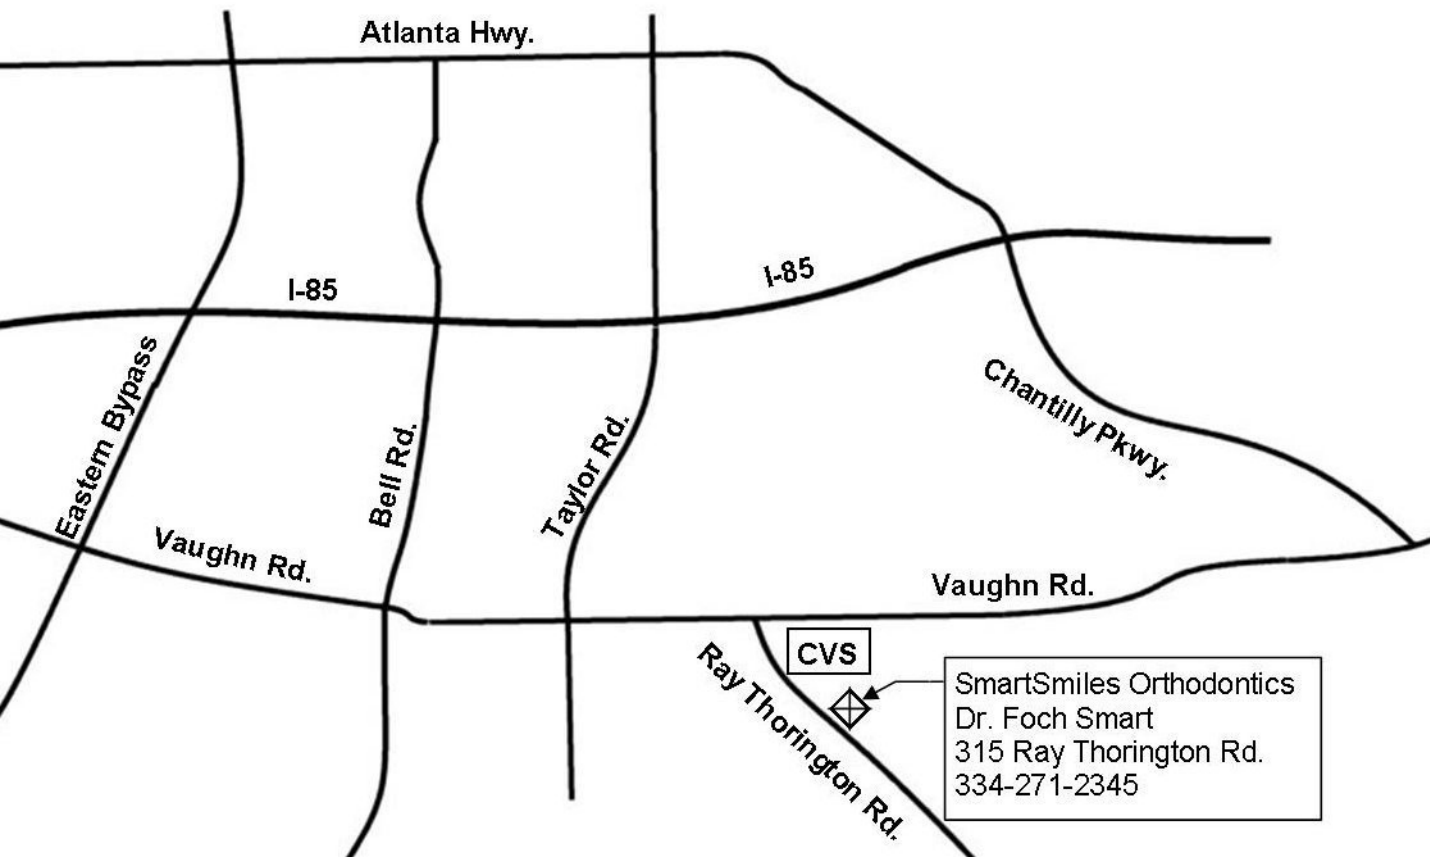 Atlanta Hwy.
I-85
I-85
Eastern Bypass
Bell Rd.
Taylor Rd.
Chantilly Pkwy.
Vaughn Rd.
Vaughn Rd.
Ray Thorington Rd.
CVS
SmartSmiles Orthodontics
Dr. Foch Smart
315 Ray Thorington Rd.
334-271-2345